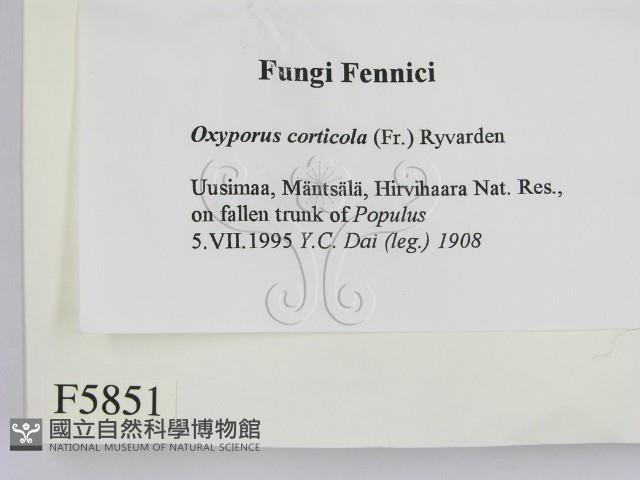 Fungi Fennici
Oxyporus corticola (Fr.) Ryvarden
Uusimaa, Mäntsälä, Hirvihaara Nat. Res.,
on fallen trunk of Populus
5.VII.1995 Y.C. Dai (leg.) 1908
F5851
國立自然科學博物館
NATIONAL MUSEUM OF NATURAL SCIENCE